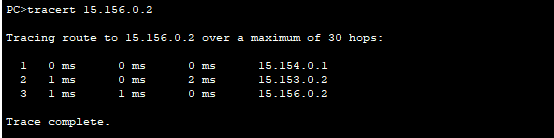 PC>tracert 15.156.0.2
Tracing route to 15.156.0.2 over a maximum of 30 hops:
1 0 ms 0 ms 0 ms 15.154.0.1
2 1 ms 0 ms 2 ms 15.153.0.2
3 1 ms 1 ms 0 ms 15.156.0.2
Trace complete.